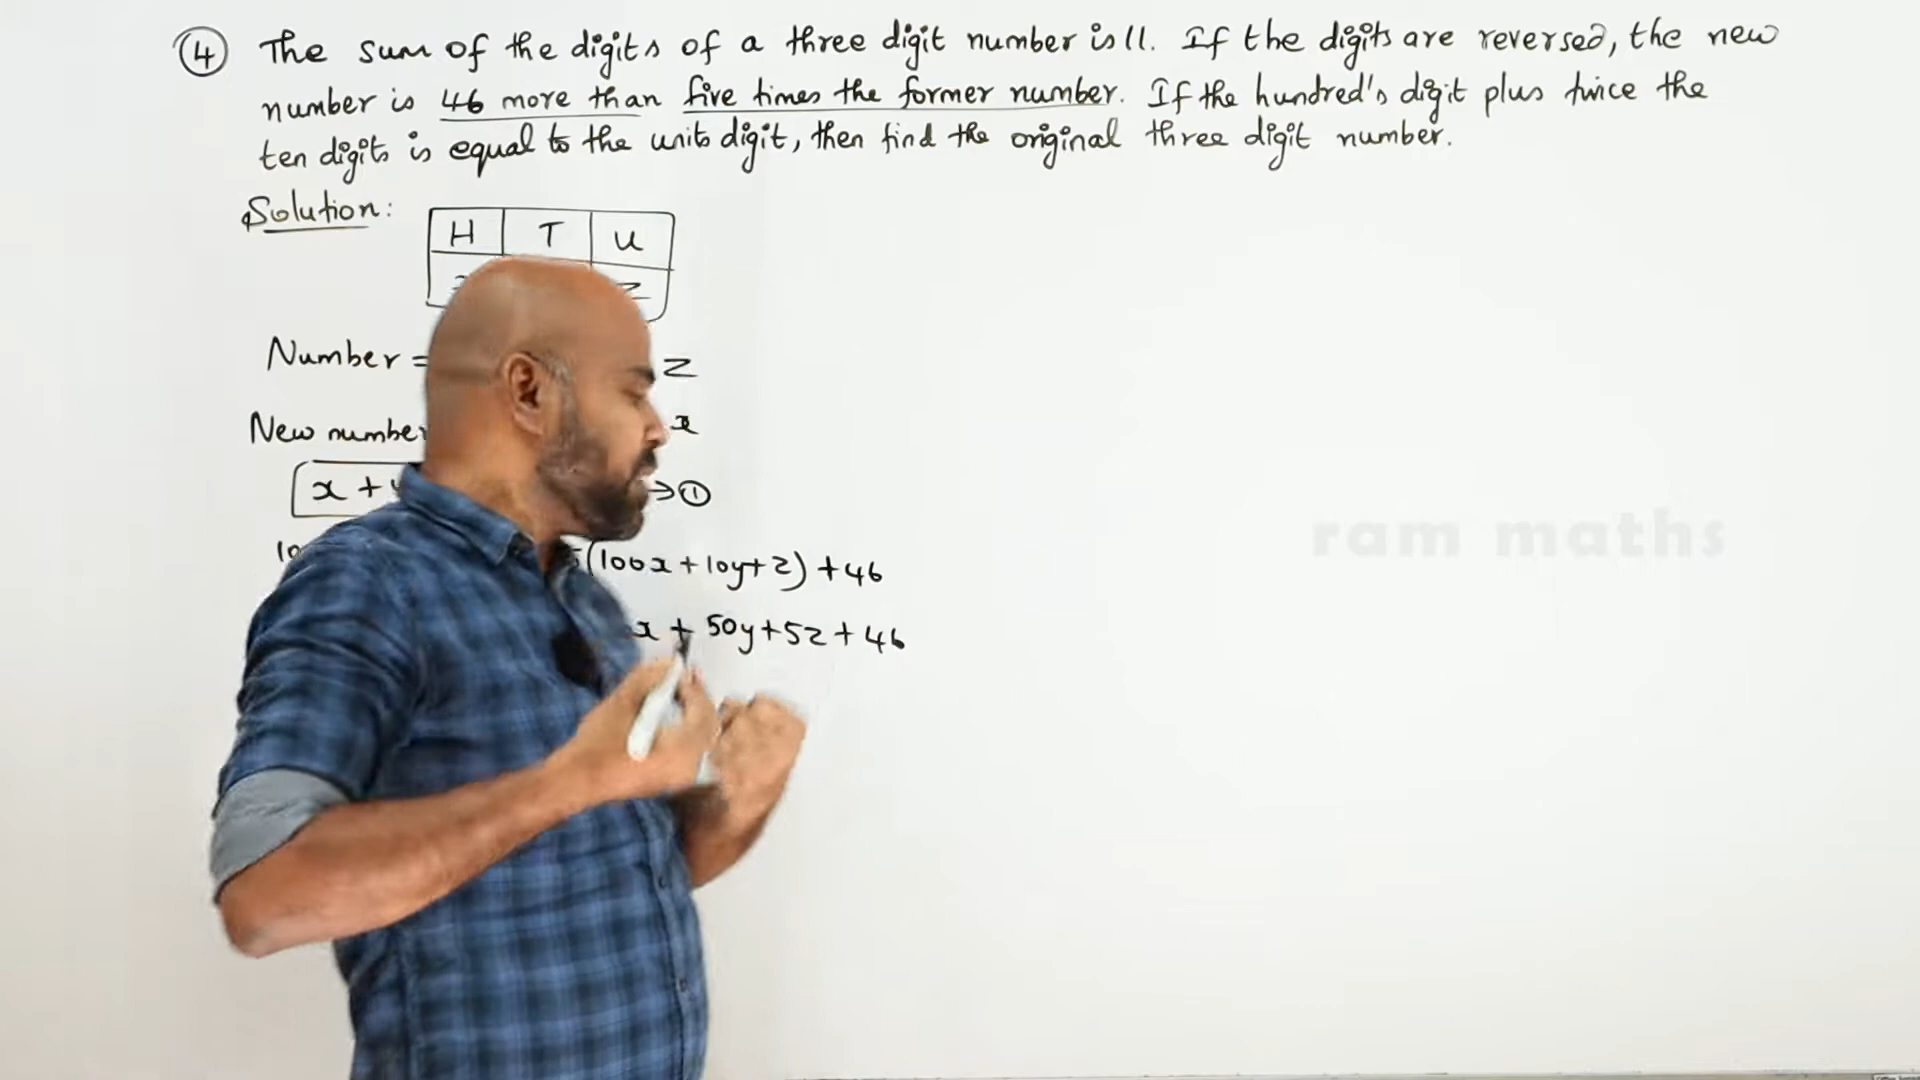 4 The sum of the digits of a three digit number is 11. If the digits are reversed, the new
number is 46 more than five times the former number. If the hundred's digit plus twice the
ten digits is equal to the units digit, then find the original three digit number.
Solution:
H T U
z
Number = z
New number x
x + → ①
10 (100x + 10y + z) + 46
x + 50y + 5z + 46
ram maths